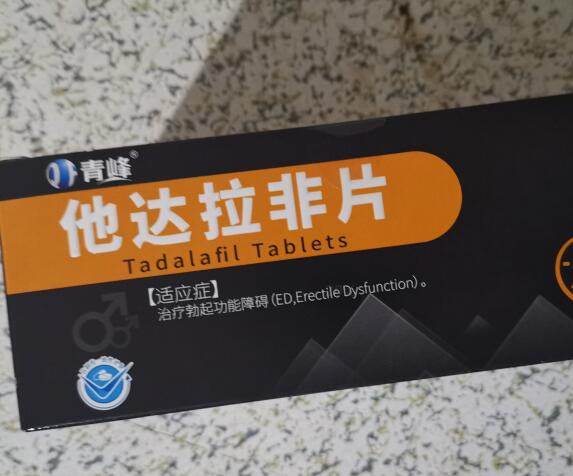 青峰®
他达拉非片
Tadalafil Tablets
【适应症】
治疗勃起功能障碍(ED,Erectile Dysfunction)。